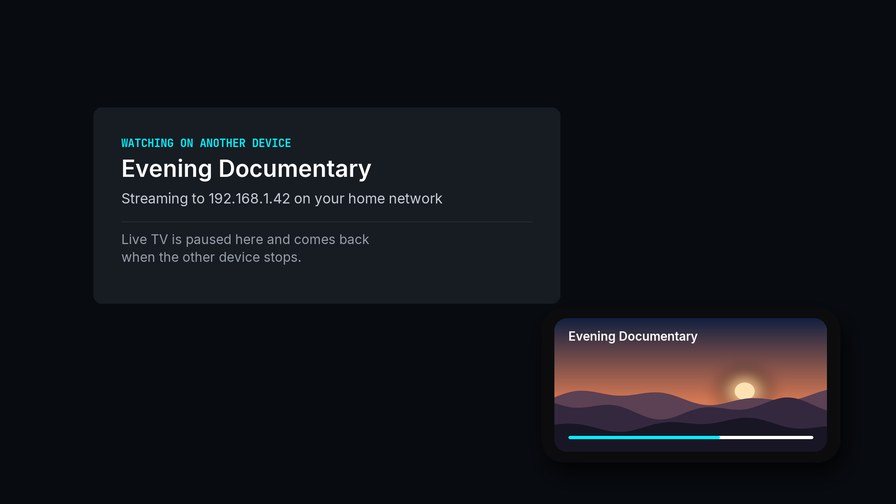 WATCHING ON ANOTHER DEVICE
Evening Documentary
Streaming to 192.168.1.42 on your home network
Live TV is paused here and comes back
when the other device stops.
Evening Documentary